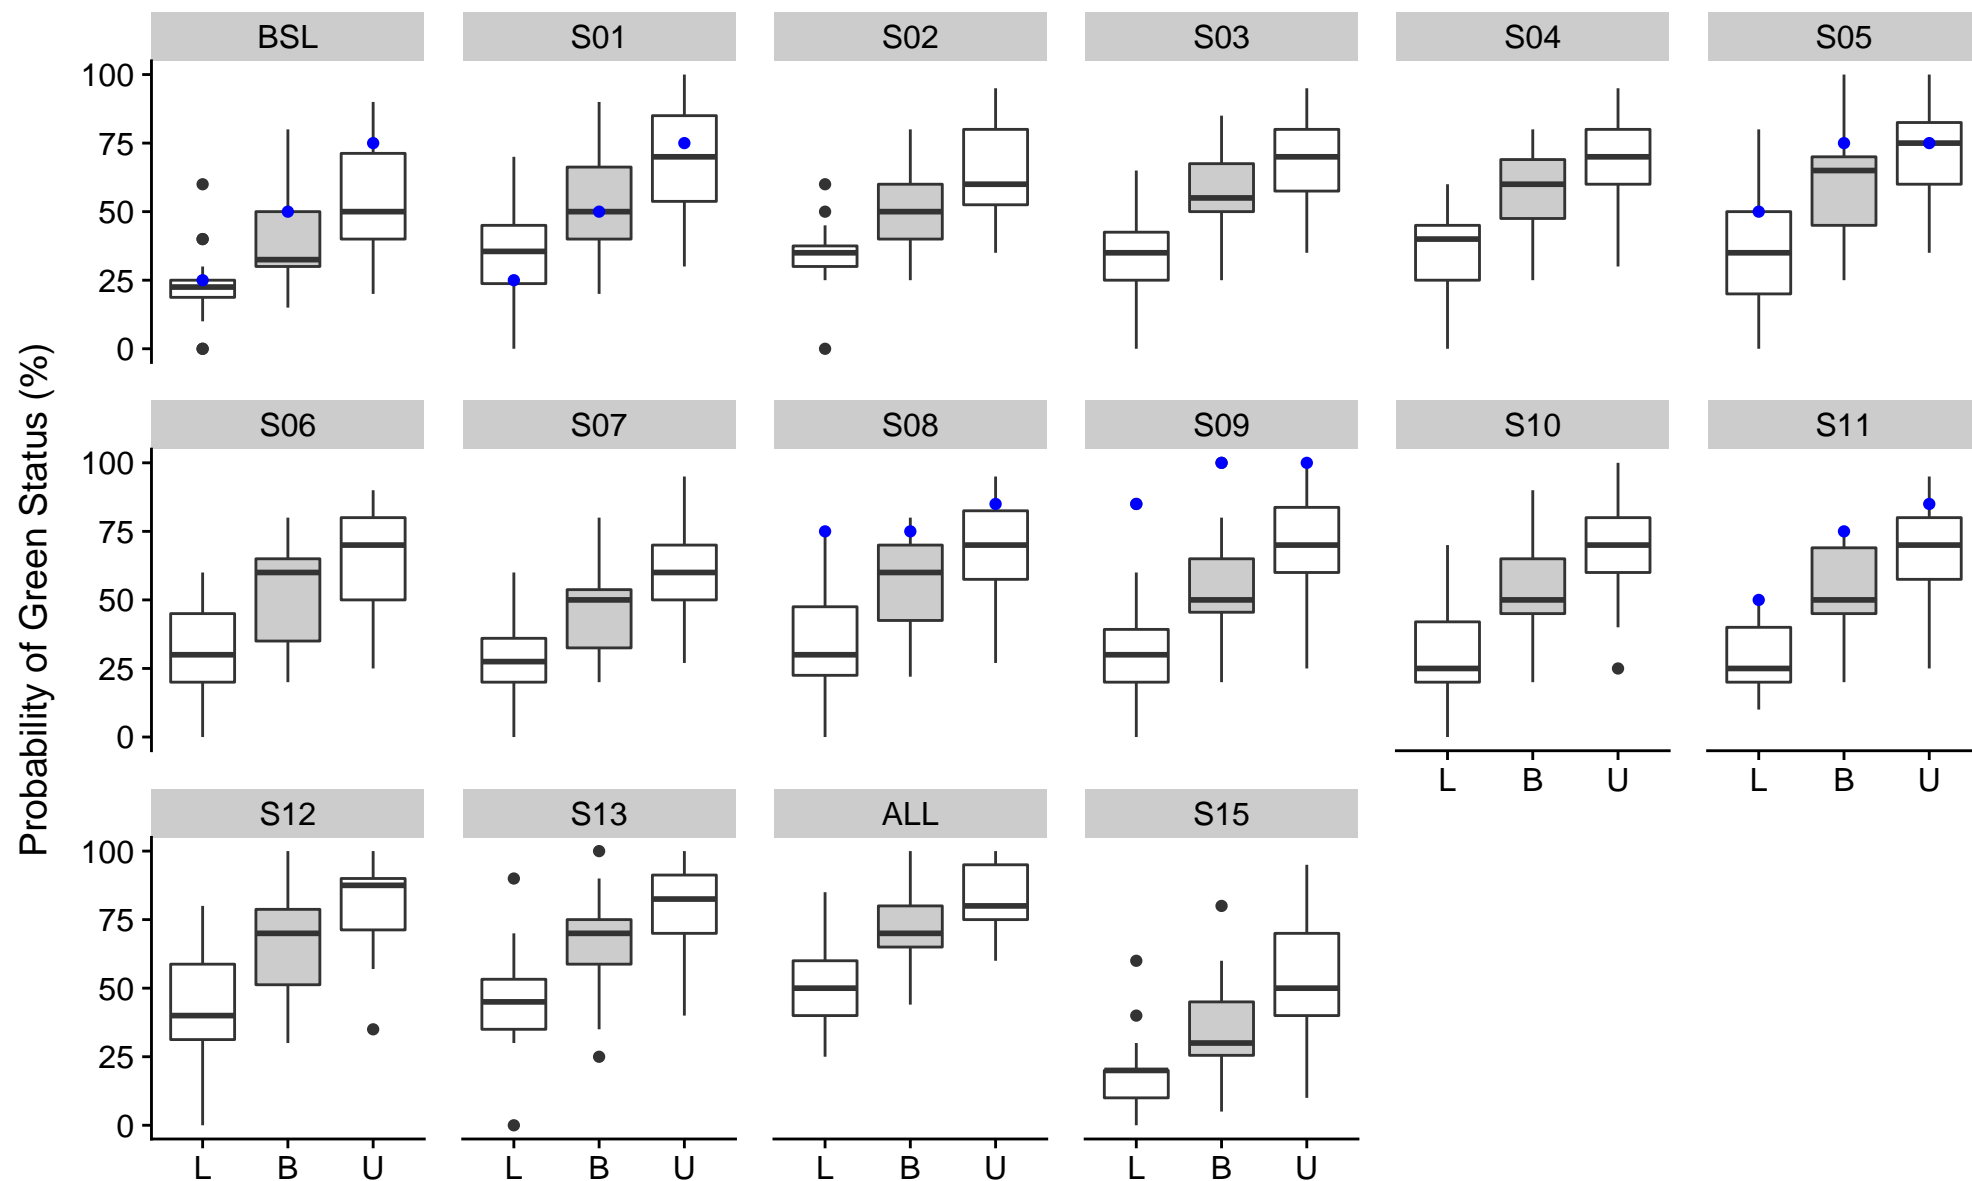 BSL S01 S02 S03 S04 S05
100
75
50
25
0
S06 S07 S08 S09 S10 S11
100
75
50
25
0
L B U L B U
S12 S13 ALL S15
100
75
50
25
0
L B U L B U L B U L B U
Probability of Green Status (%)